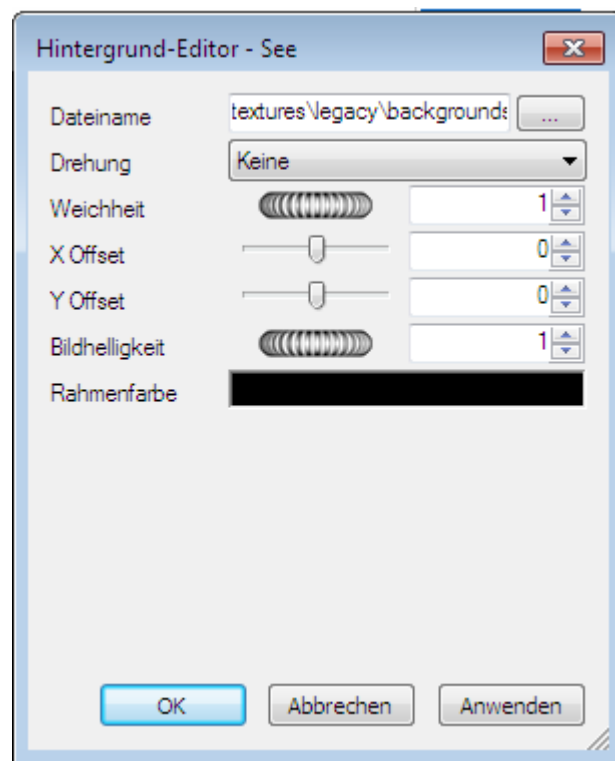 Hintergrund-Editor - See
Dateiname textures\legacy\backgrounds ...
Drehung Keine
Weichheit 1
X Offset 0
Y Offset 0
Bildhelligkeit 1
Rahmenfarbe
OK Abbrechen Anwenden